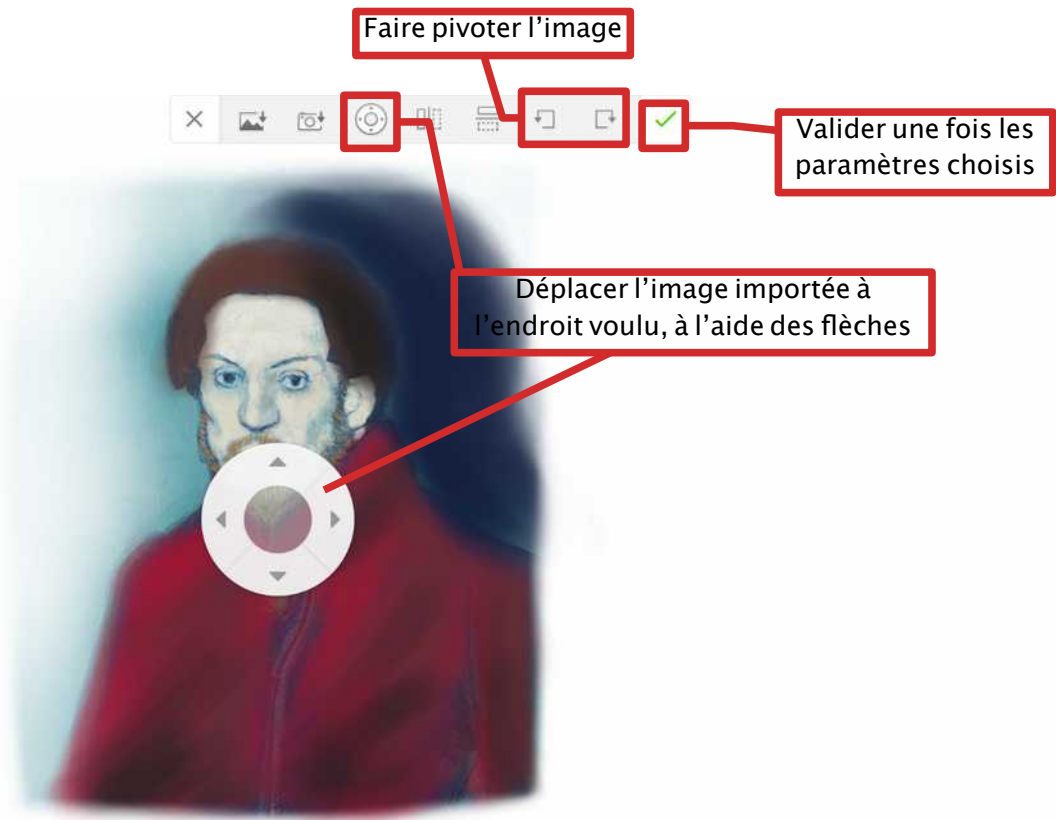 Faire pivoter l’image
Valider une fois les
paramètres choisis
Déplacer l’image importée à
l’endroit voulu, à l’aide des flèches